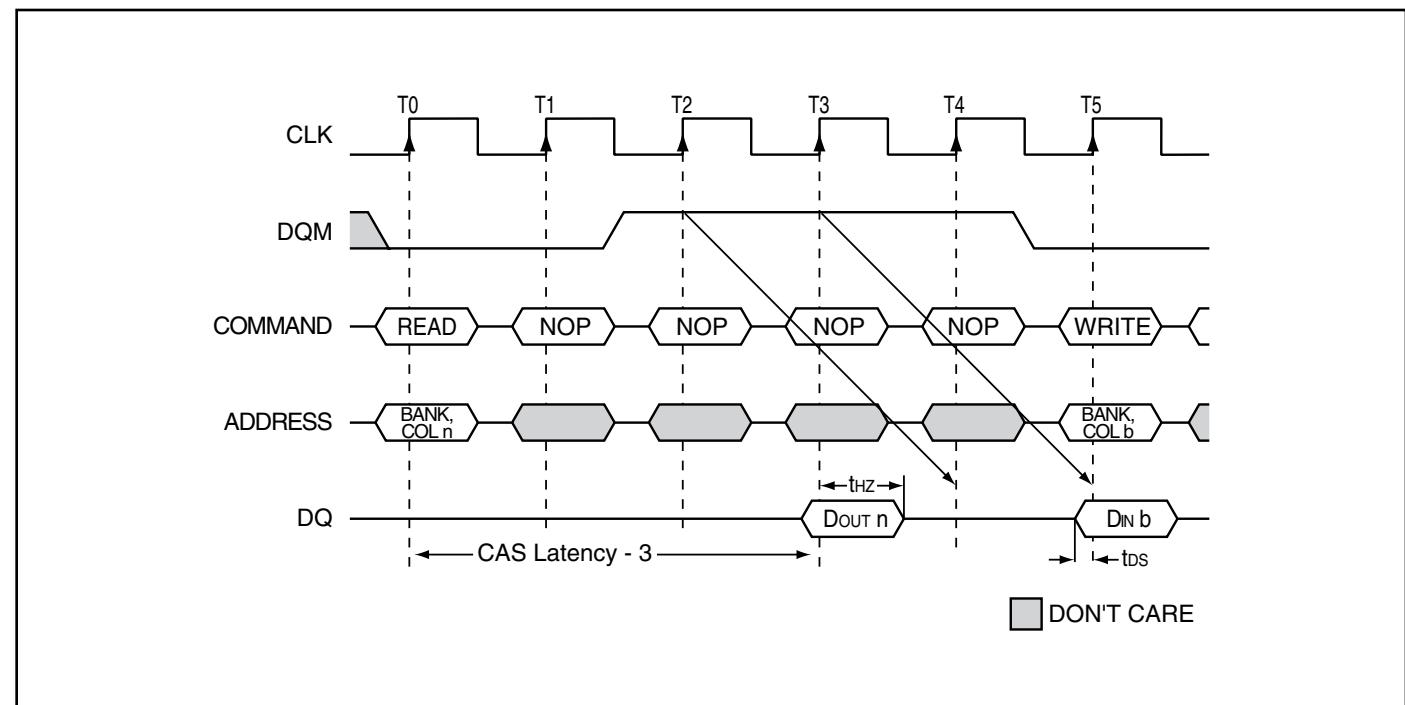 T0 T1 T2 T3 T4 T5
CLK
DQM
COMMAND READ NOP NOP NOP NOP WRITE
ADDRESS BANK, COL n BANK, COL b
tHZ
DQ DOUT n DIN b
CAS Latency - 3 tDS
DON'T CARE